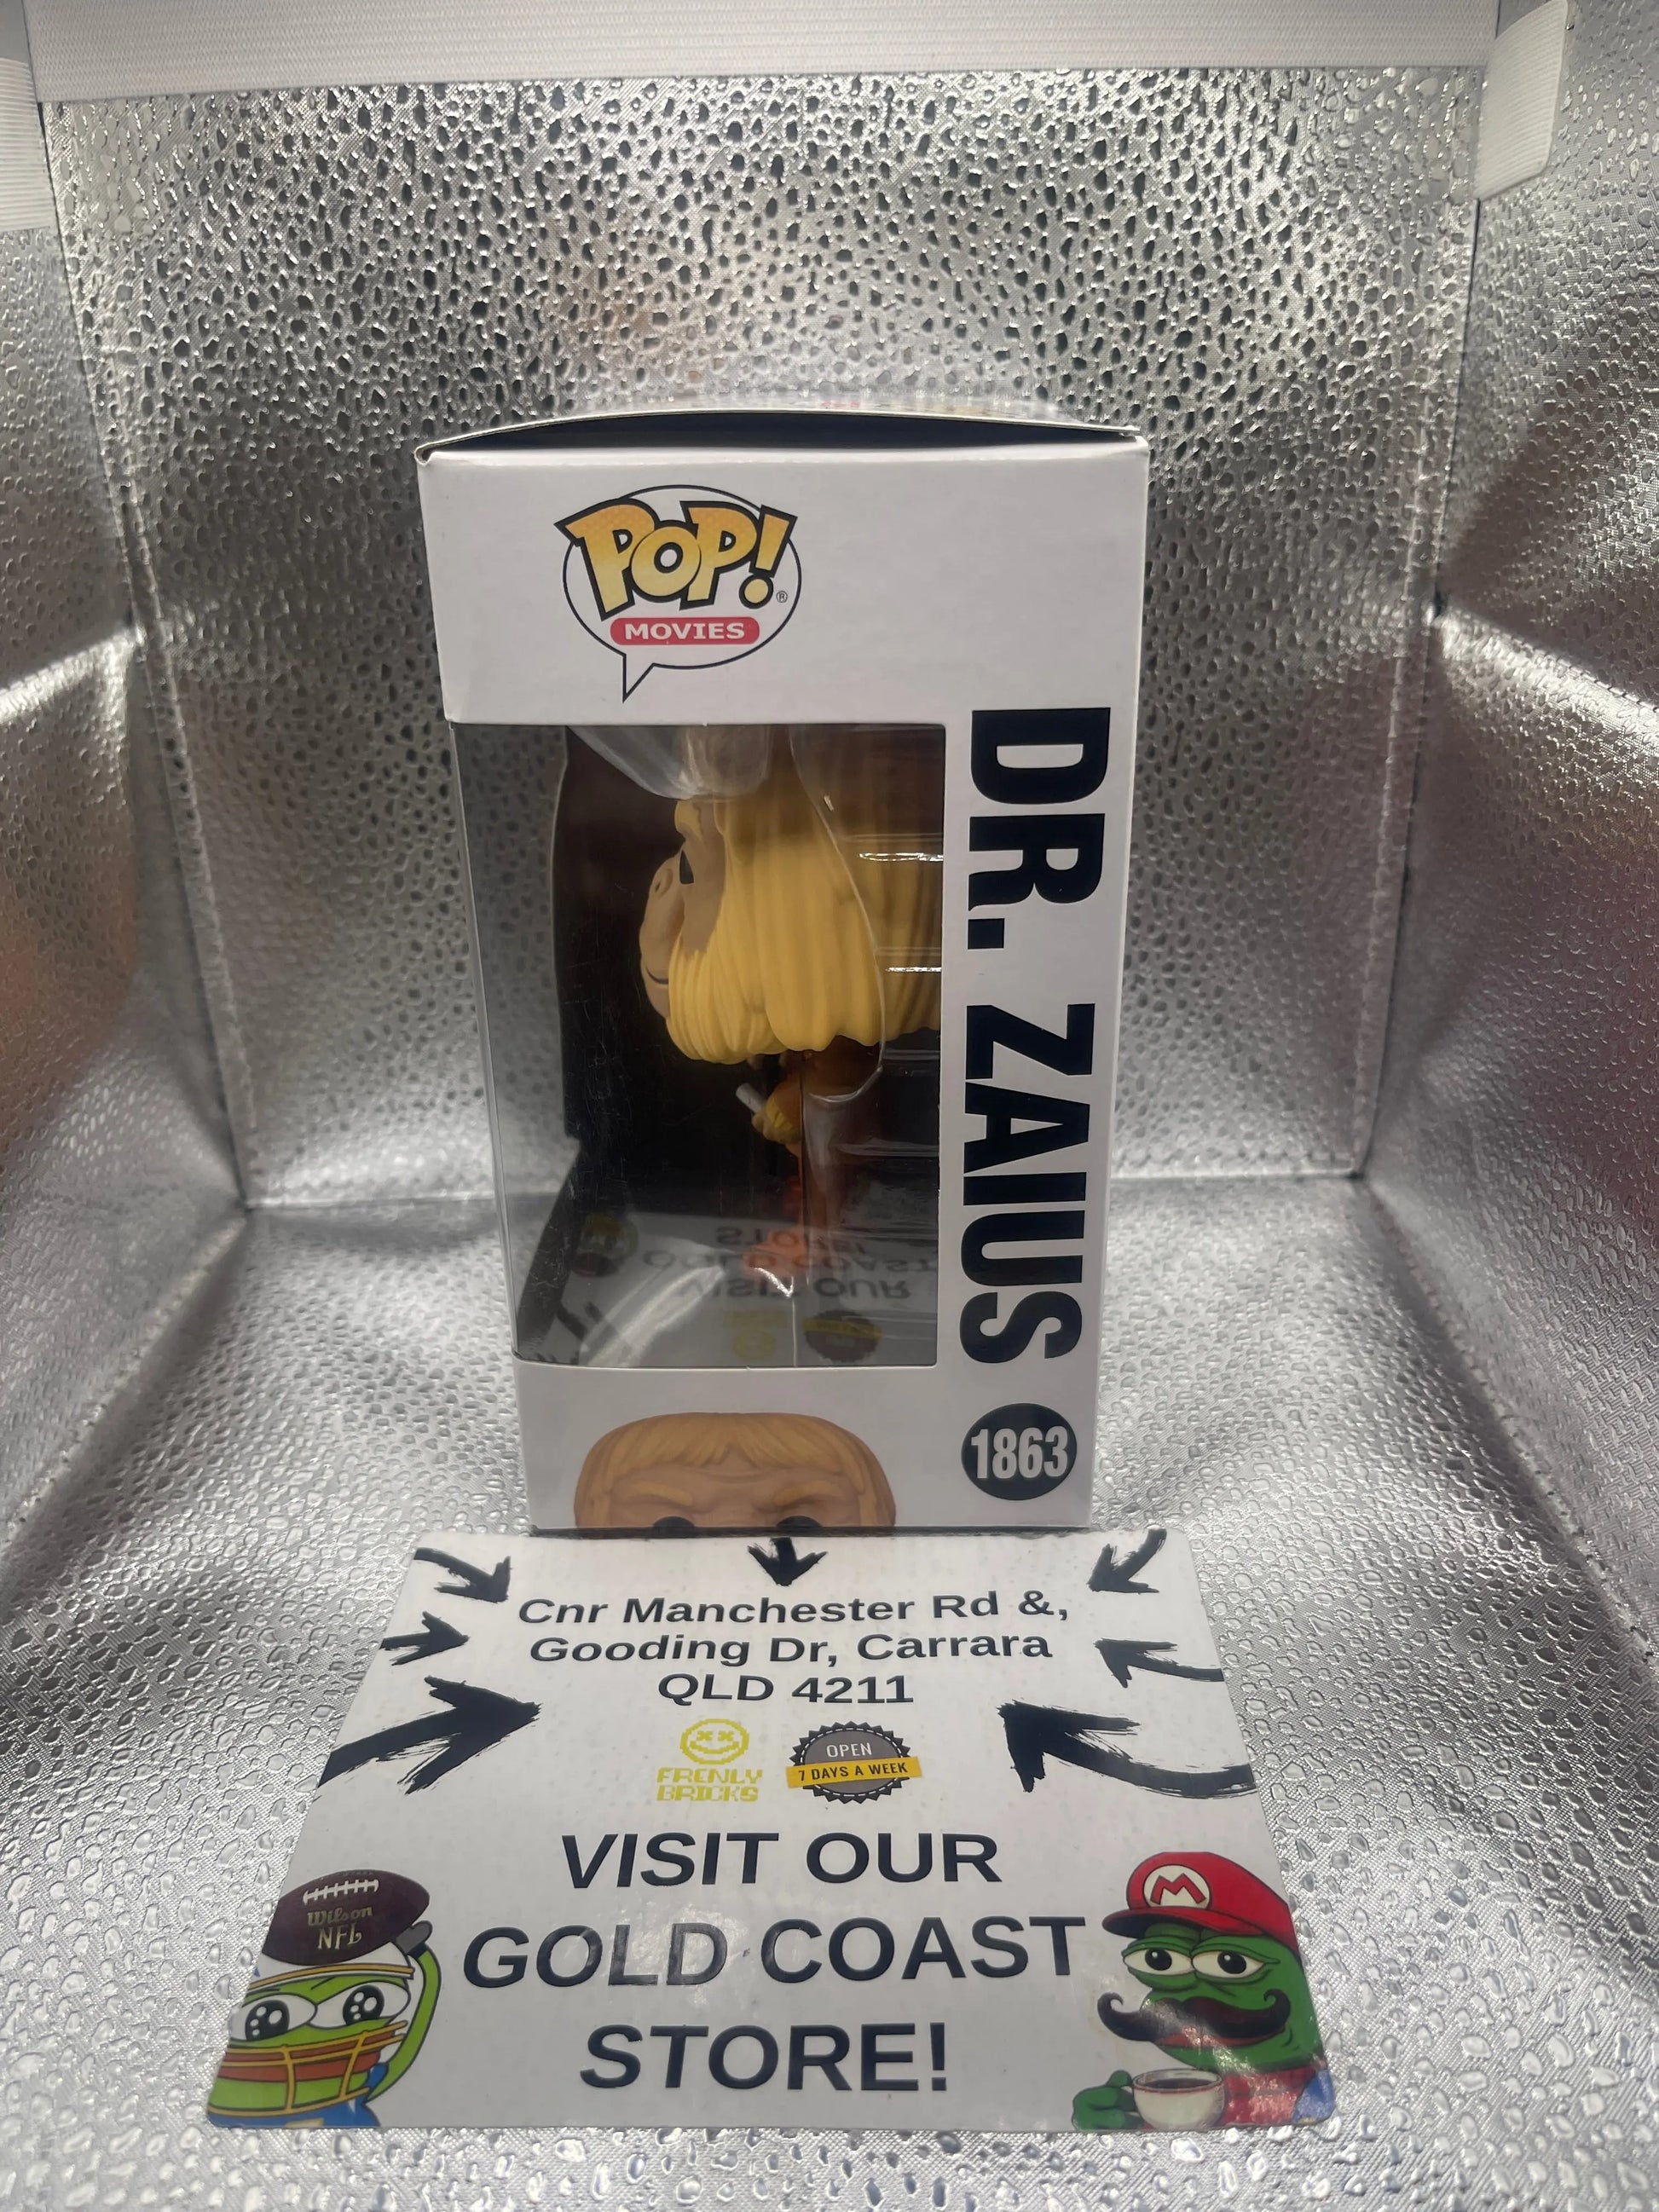 POP!®
MOVIES
DR. ZAIUS
1863
Cnr Manchester Rd &,
Gooding Dr, Carrara
QLD 4211
FRENLY
BRICKS
OPEN
7 DAYS A WEEK
VISIT OUR
GOLD COAST
STORE!
Wilson
NFL
M